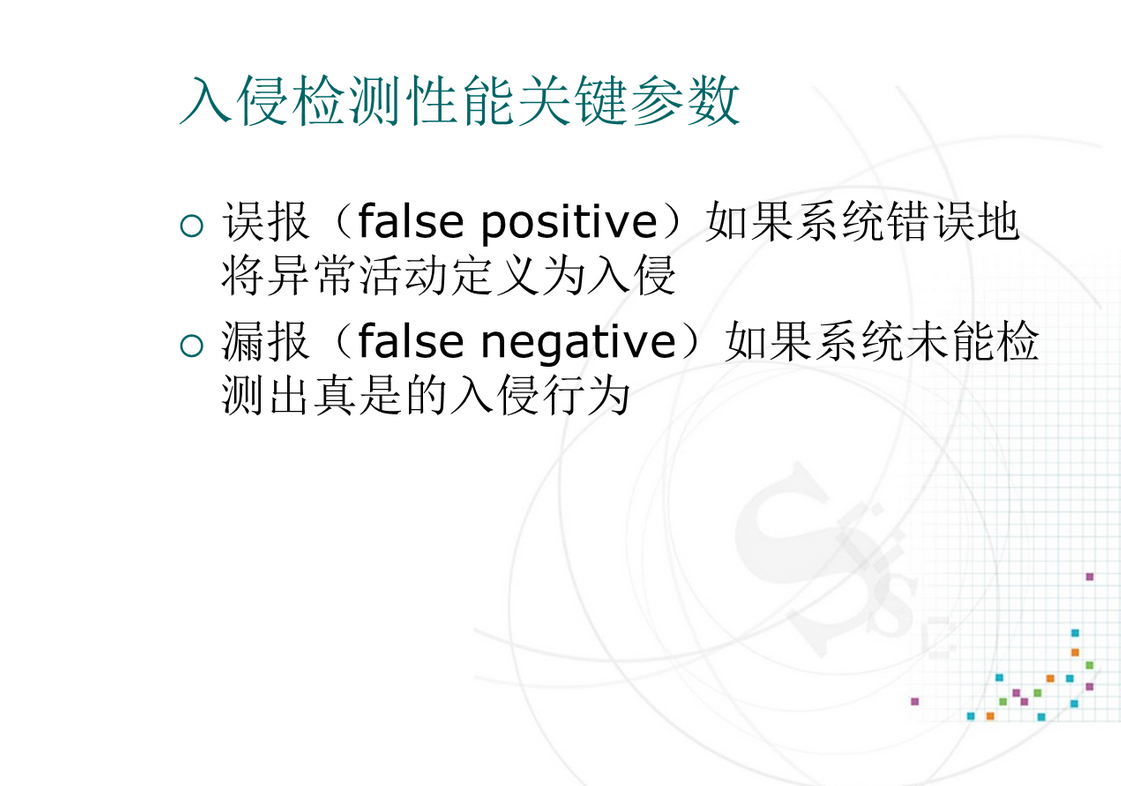 入侵检测性能关键参数
误报（false positive）如果系统错误地
将异常活动定义为入侵
漏报（false negative）如果系统未能检
测出真是的入侵行为